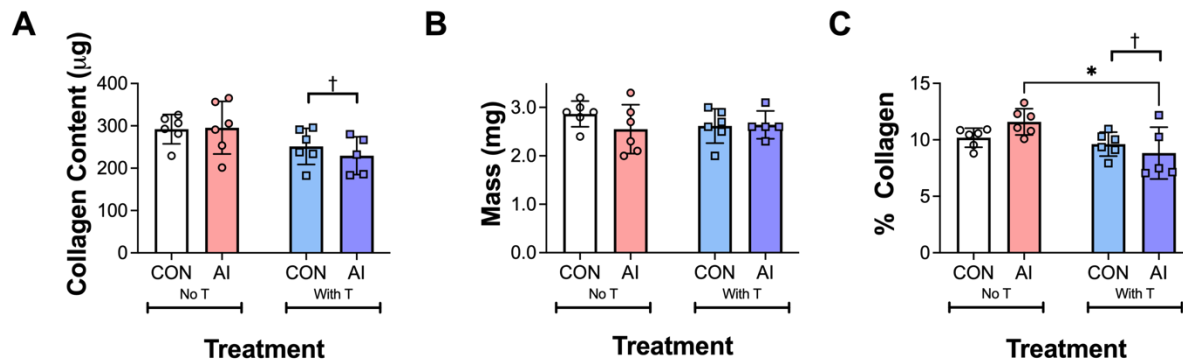 A
Collagen Content (μg)
400
300
200
100
0
†
CON AI CON AI
No T With T
Treatment
B
Mass (mg)
3.0
2.0
1.0
0.0
CON AI CON AI
No T With T
Treatment
C
% Collagen
15
10
5
0
*
†
CON AI CON AI
No T With T
Treatment